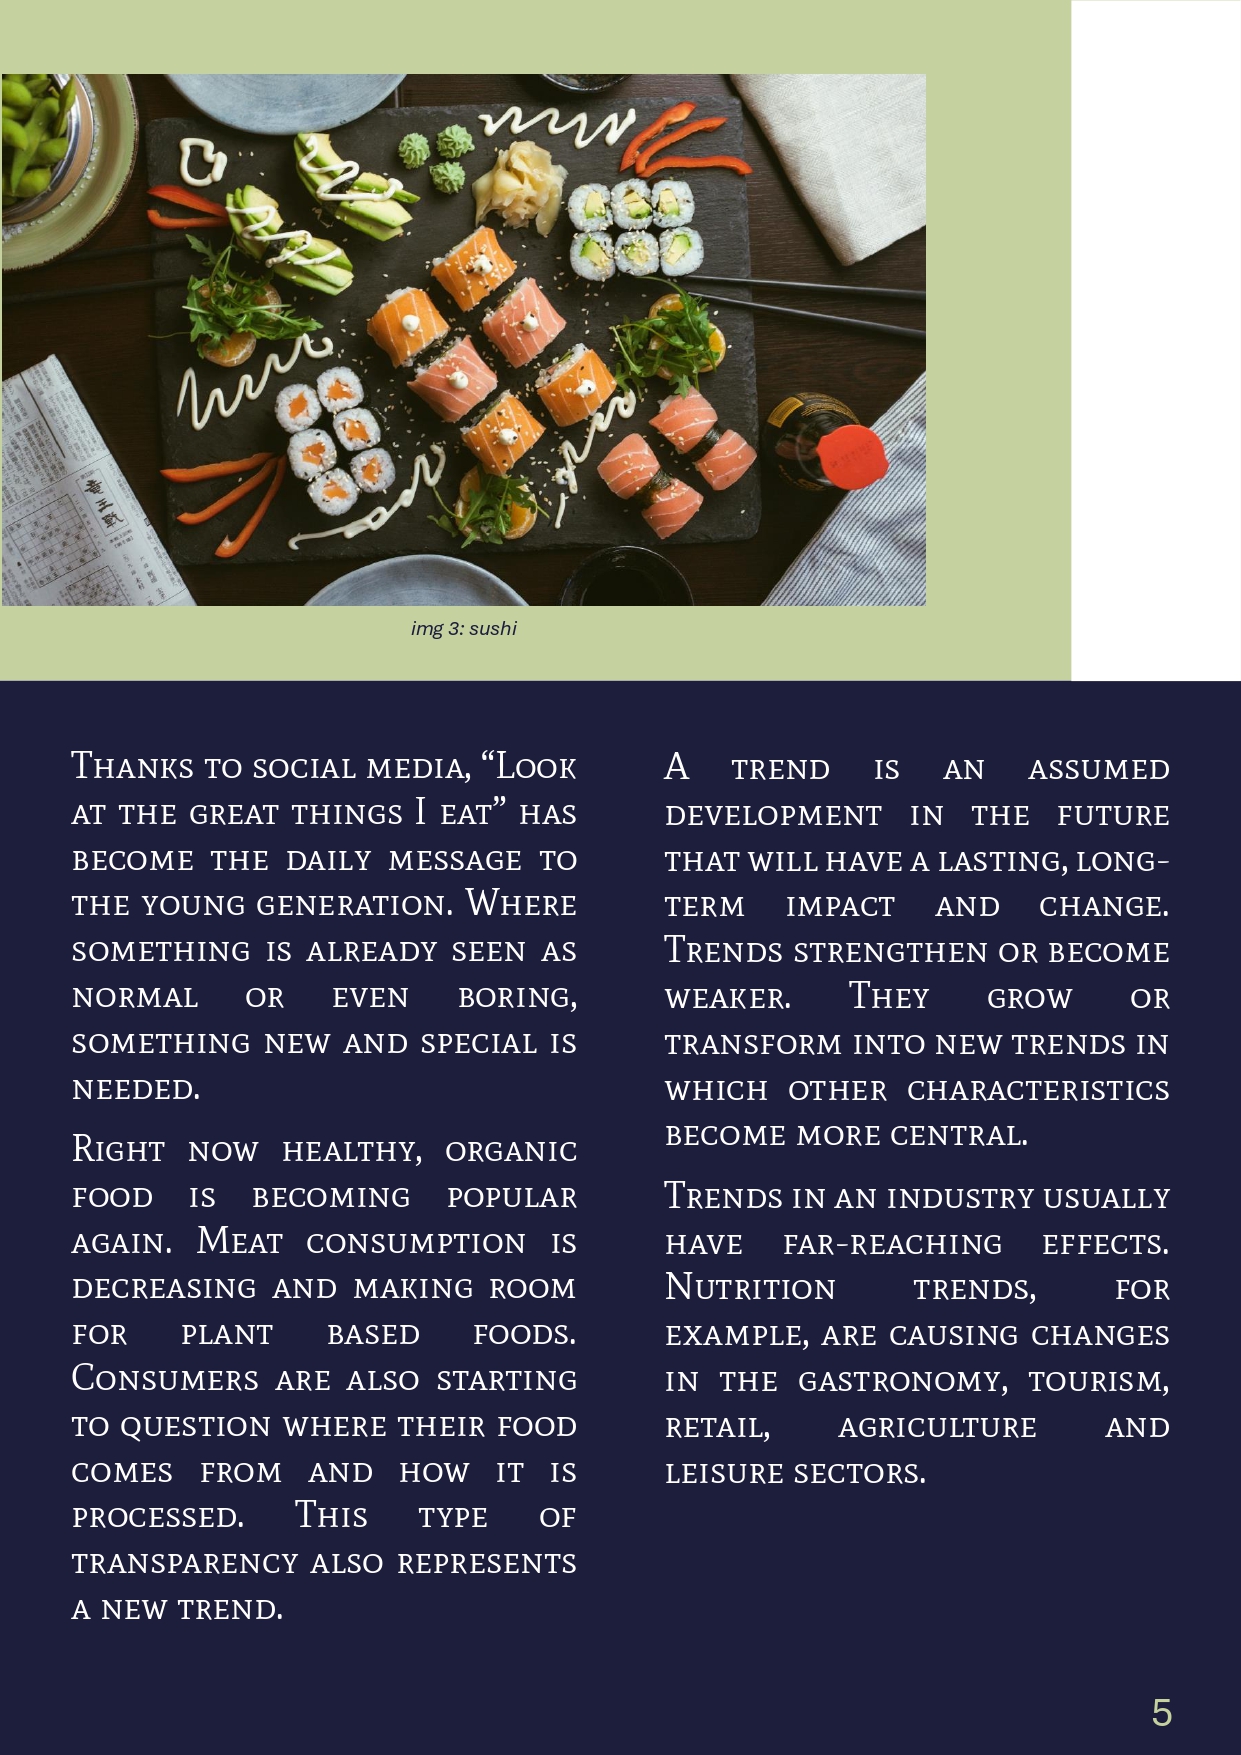 竜王戦
img 3: sushi
Thanks to social media, “Look
at the great things I eat” has
become the daily message to
the young generation. Where
something is already seen as
normal or even boring,
something new and special is
needed.
Right now healthy, organic
food is becoming popular
again. Meat consumption is
decreasing and making room
for plant based foods.
Consumers are also starting
to question where their food
comes from and how it is
processed. This type of
transparency also represents
a new trend.
A trend is an assumed
development in the future
that will have a lasting, long-
term impact and change.
Trends strengthen or become
weaker. They grow or
transform into new trends in
which other characteristics
become more central.
Trends in an industry usually
have far-reaching effects.
Nutrition trends, for
example, are causing changes
in the gastronomy, tourism,
retail, agriculture and
leisure sectors.
5